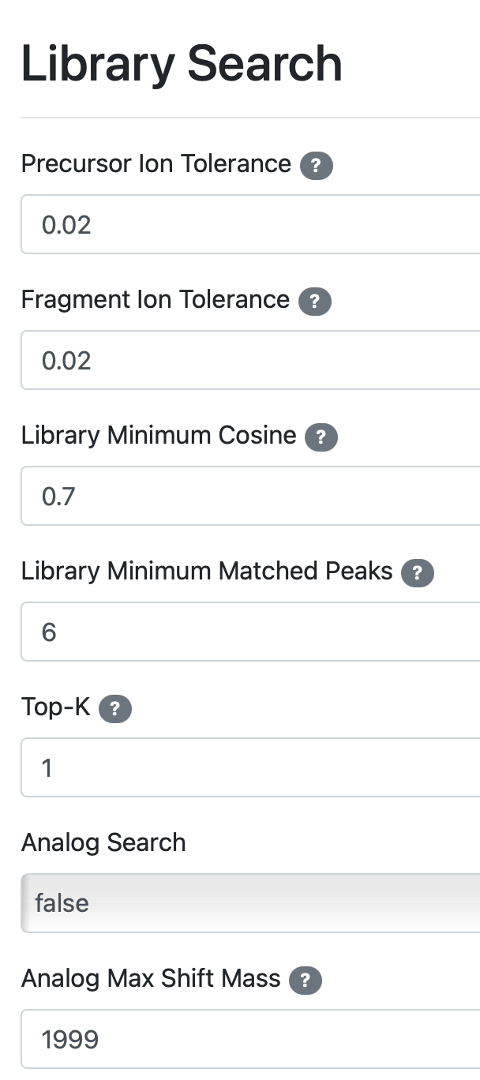 Library Search
Precursor Ion Tolerance ?
0.02
Fragment Ion Tolerance ?
0.02
Library Minimum Cosine ?
0.7
Library Minimum Matched Peaks ?
6
Top-K ?
1
Analog Search
false
Analog Max Shift Mass ?
1999